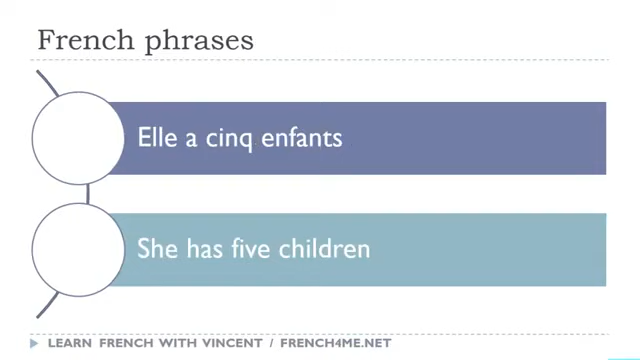 French phrases
Elle a cinq enfants
She has five children
LEARN FRENCH WITH VINCENT / FRENCH4ME.NET